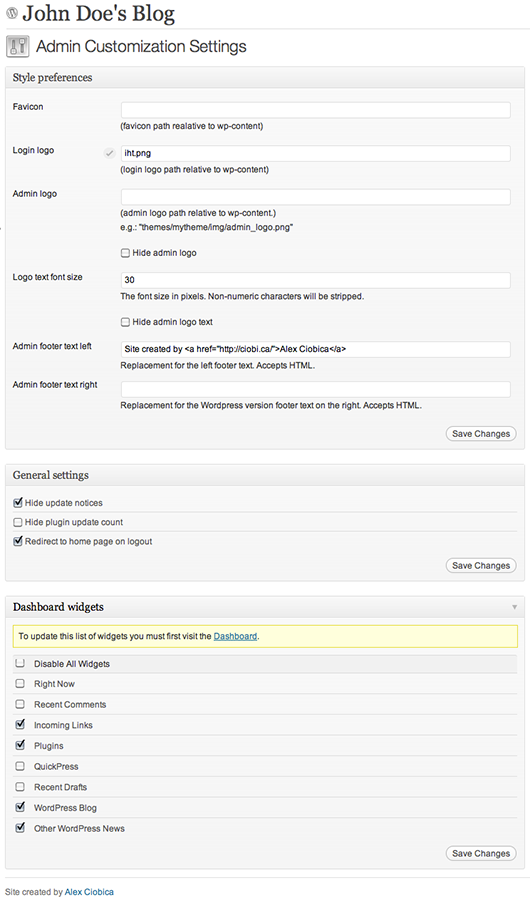 John Doe's Blog
Admin Customization Settings
Style preferences
Favicon
(favicon path realative to wp-content)
Login logo
iht.png
(login logo path relative to wp-content)
Admin logo
(admin logo path relative to wp-content.)
e.g.: "themes/mytheme/img/admin_logo.png"
Hide admin logo
Logo text font size
30
The font size in pixels. Non-numeric characters will be stripped.
Hide admin logo text
Admin footer text left
Site created by <a href="http://ciobi.ca/">Alex Ciobica</a>
Replacement for the left footer text. Accepts HTML.
Admin footer text right
Replacement for the Wordpress version footer text on the right. Accepts HTML.
Save Changes
General settings
Hide update notices
Hide plugin update count
Redirect to home page on logout
Save Changes
Dashboard widgets
To update this list of widgets you must first visit the Dashboard.
Disable All Widgets
Right Now
Recent Comments
Incoming Links
Plugins
QuickPress
Recent Drafts
WordPress Blog
Other WordPress News
Save Changes
Site created by Alex Ciobica